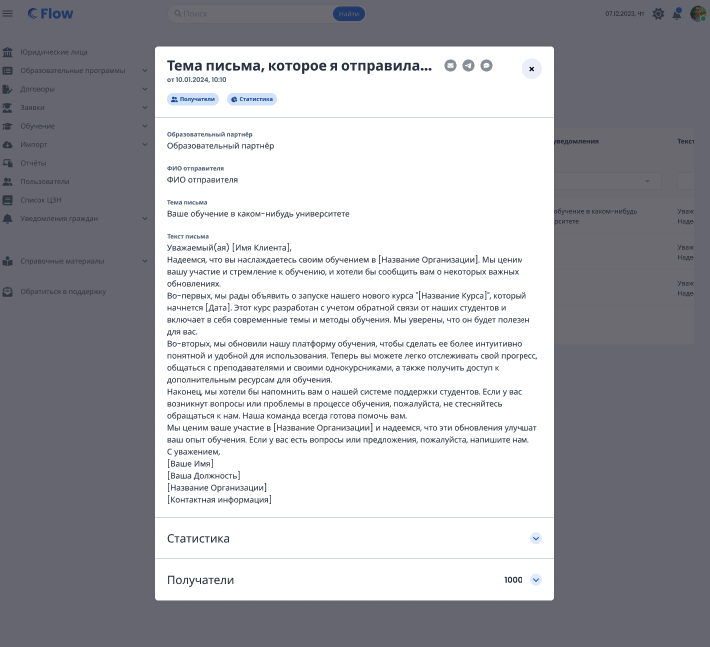 Flow
Поиск
Найти
07.12.2023, Чт
Юридические лица
Образовательные программы
Договоры
Заявки
Обучение
Импорт
Отчёты
Пользователи
Список ЦЗН
Уведомления граждан
Справочные материалы
Обратиться в поддержку
Тема письма, которое я отправила...
от 10.01.2024, 10:10
Получатели
Статистика
Образовательный партнёр
Образовательный партнёр
ФИО отправителя
ФИО отправителя
Тема письма
Ваше обучение в каком-нибудь университете
Текст письма
Уважаемый(ая) [Имя Клиента],
Надеемся, что вы наслаждаетесь своим обучением в [Название Организации]. Мы ценим
вашу участие и стремление к обучению, и хотели бы сообщить вам о некоторых важных
обновлениях.
Во-первых, мы рады объявить о запуске нашего нового курса "[Название Курса]", который
начнется [Дата]. Этот курс разработан с учетом обратной связи от наших студентов и
включает в себя современные темы и методы обучения. Мы уверены, что он будет полезен
для вас.
Во-вторых, мы обновили нашу платформу обучения, чтобы сделать ее более интуитивно
понятной и удобной для использования. Теперь вы можете легко отслеживать свой прогресс,
общаться с преподавателями и своими однокурсниками, а также получить доступ к
дополнительным ресурсам для обучения.
Наконец, мы хотели бы напомнить вам о нашей системе поддержки студентов. Если у вас
возникнут вопросы или проблемы в процессе обучения, пожалуйста, не стесняйтесь
обращаться к нам. Наша команда всегда готова помочь вам.
Мы ценим ваше участие в [Название Организации] и надеемся, что эти обновления улучшат
ваш опыт обучения. Если у вас есть вопросы или предложения, пожалуйста, напишите нам.
С уважением,
[Ваше Имя]
[Ваша Должность]
[Название Организации]
[Контактная информация]
Статистика
Получатели 1000
уведомления
Текст
обучение в каком-нибудь
Уваж
Наде
Уваж
Наде
Уваж
Наде